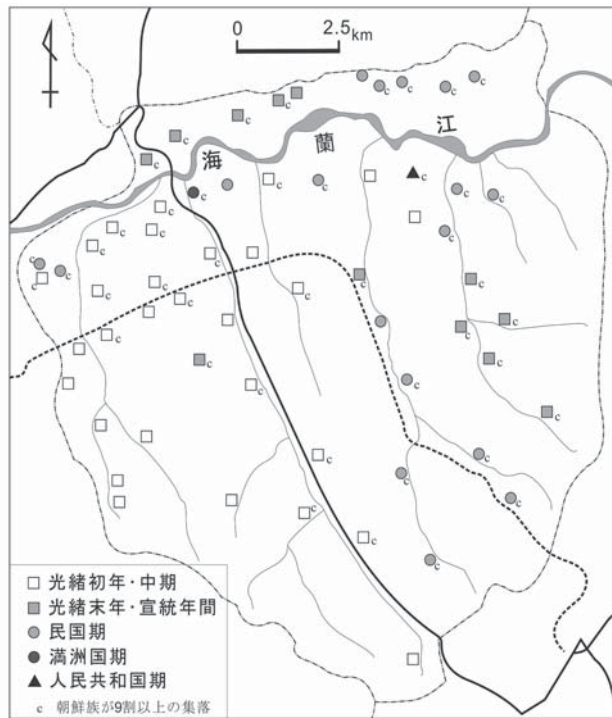 0 2.5km
海 蘭 江
光緒初年・中期
光緒末年・宣統年間
民国期
満洲国期
人民共和国期
c 朝鮮族が9割以上の集落